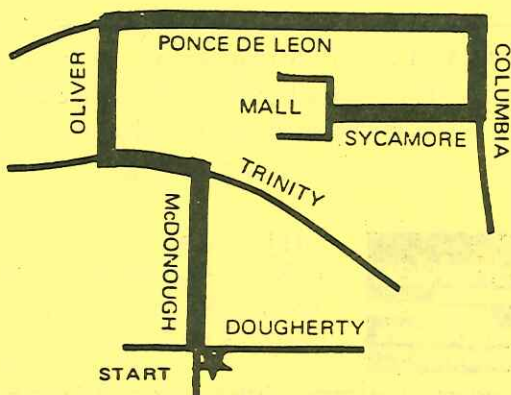 PONCE DE LEON
OLIVER
COLUMBIA
MALL
SYCAMORE
TRINITY
McDONOUGH
DOUGHERTY
START